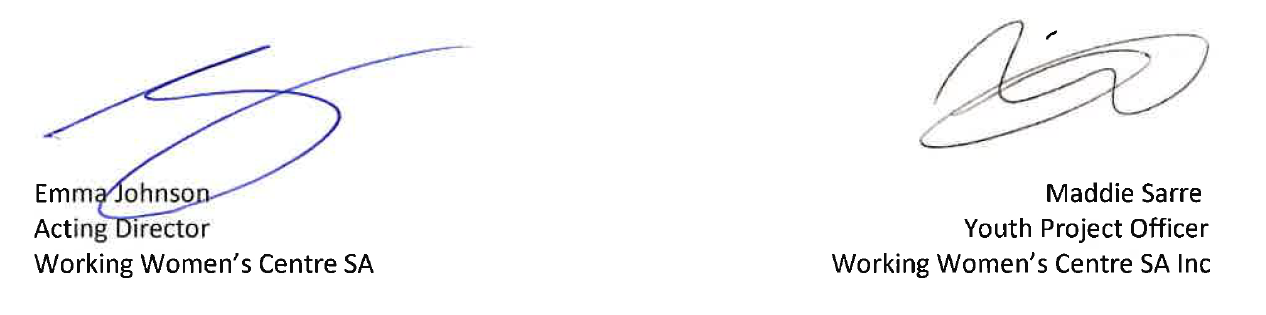 Emma Johnson
Acting Director
Working Women's Centre SA
Maddie Sarre
Youth Project Officer
Working Women's Centre SA Inc